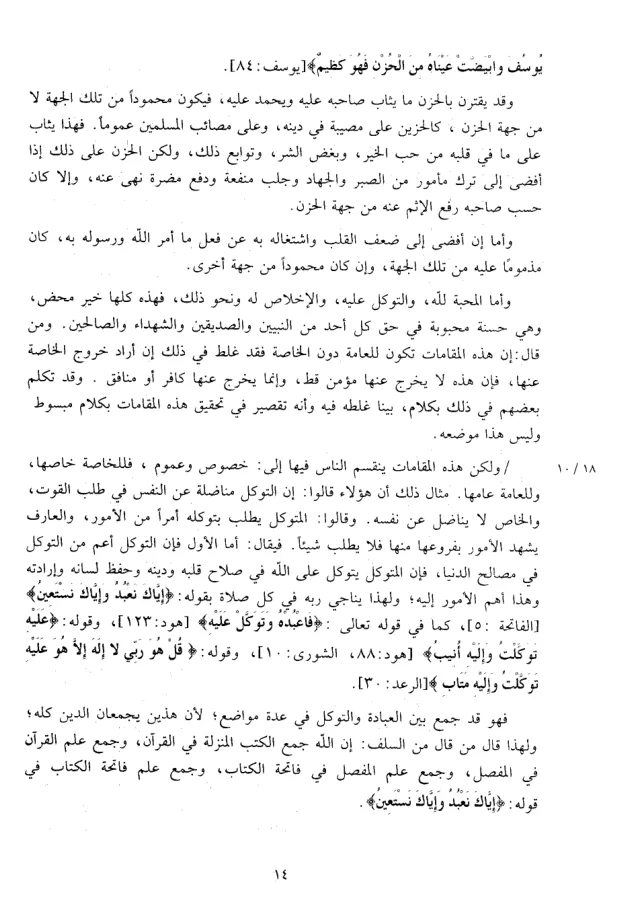 يُوسُفَ وابْيَضَتْ عَيْنَاهُ مِنَ الْحُزْنِ فَهُوَ كَظِيمٌ﴾[يوسف: ٨٤].
وقد يقترن بالحزن ما يثاب صاحبه عليه ويحمد عليه، فيكون محموداً من تلك الجهة لا
من جهة الحزن ، كالحزين على مصيبة في دينه، وعلى مصائب المسلمين عموماً. فهذا يثاب
على ما في قلبه من حب الخير، وبغض الشر، وتوابع ذلك، ولكن الحزن على ذلك إذا
أفضى إلى ترك مأمور من الصبر والجهاد وجلب منفعة ودفع مضرة نهى عنه، وإلا كان
حسب صاحبه رفع الإثم عنه من جهة الحزن.
وأما إن أفضى إلى ضعف القلب واشتغاله به عن فعل ما أمر اللّه ورسوله به، كان
مذمومًا عليه من تلك الجهة، وإن كان محموداً من جهة أخرى.
وأما المحبة للّه، والتوكل عليه، والإخلاص له ونحو ذلك، فهذه كلها خير محض،
وهي حسنة محبوبة في حق كل أحد من النبيين والصديقين والشهداء والصالحين. ومن
قال:إن هذه المقامات تكون للعامة دون الخاصة فقد غلط في ذلك إن أراد خروج الخاصة
عنها، فإن هذه لا يخرج عنها مؤمن قط، وإنما يخرج عنها كافر أو منافق . وقد تكلم
بعضهم في ذلك بكلام، بينا غلطه فيه وأنه تقصير في تحقيق هذه المقامات بكلام مبسوط
وليس هذا موضعه.
١٠/١٨ / ولكن هذه المقامات ينقسم الناس فيها إلى: خصوص وعموم ، فللخاصة خاصها،
وللعامة عامها. مثال ذلك أن هؤلاء قالوا: إن التوكل مناضلة عن النفس في طلب القوت،
والخاص لا يناضل عن نفسه. وقالوا: المتوكل يطلب بتوكله أمراً من الأمور، والعارف
يشهد الأمور بفروعها منها فلا يطلب شيئاً. فيقال: أما الأول فإن التوكل أعم من التوكل
في مصالح الدنيا، فإن المتوكل يتوكل على اللّه في صلاح قلبه ودينه وحفظ لسانه وإرادته
وهذا أهم الأمور إليه؛ ولهذا يناجي ربه في كل صلاة بقوله: ﴿إِيَّاكَ نَعْبُدُ وَإِيَّاكَ نَسْتَعِينُ﴾
[الفاتحة :٥]، كما في قوله تعالى :﴿فَاعْبُدْهُ وَتَوَكَّلْ عَلَيْهِ﴾ [هود:١٢٣]، وقوله: ﴿عَلَيْهِ
تَوَكَّلْتُ وَإِلَيْهِ أُنيبُ﴾ [هود:٨٨، الشورى:١٠]، وقوله:﴿ قُلْ هُوَ رَبِّي لا إِلَهَ إِلاَّ هُوَ عَلَيْهِ
تَوَكَّلْتُ وَإِلَيْهِ مَتَاب ﴾[الرعد:٣٠].
فهو قد جمع بين العبادة والتوكل في عدة مواضع؛ لأن هذين يجمعان الدين كله؛
ولهذا قال من قال من السلف: إن اللّه جمع الكتب المنزلة في القرآن، وجمع علم القرآن
في المفصل، وجمع علم المفصل في فاتحة الكتاب، وجمع علم فاتحة الكتاب في
قوله: ﴿إِيَّاكَ نَعْبُدُ وَإِيَّاكَ نَسْتَعِينُ﴾.
١٤